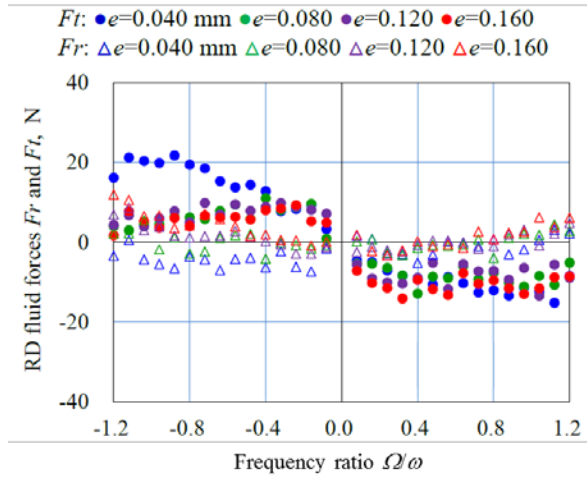 Ft: ●e=0.040 mm ●e=0.080 ●e=0.120 ●e=0.160
Fr: △e=0.040 mm △e=0.080 △e=0.120 △e=0.160
RD fluid forces Fr and Ft, N
40
20
0
-20
-40
-1.2 -0.8 -0.4 0.0 0.4 0.8 1.2
Frequency ratio Ω/ω